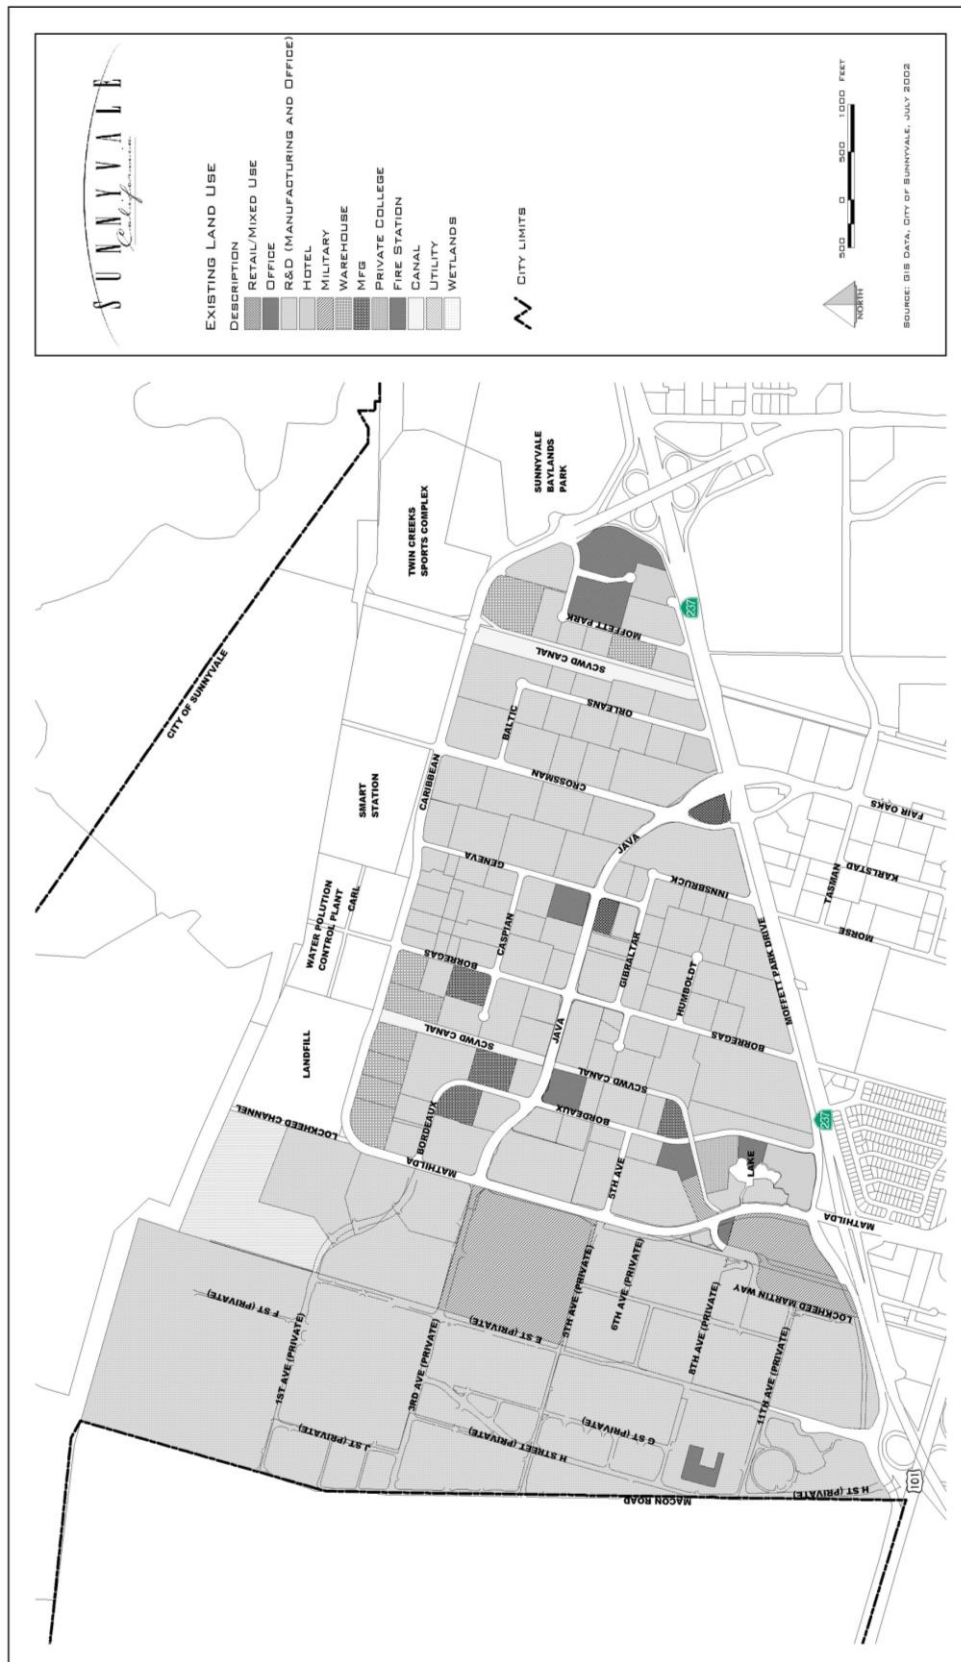 SUNNYVALE
California
EXISTING LAND USE
DESCRIPTION
RETAIL/MIXED USE
OFFICE
R&D (MANUFACTURING AND OFFICE)
HOTEL
MILITARY
WAREHOUSE
MFG
PRIVATE COLLEGE
FIRE STATION
CANAL
UTILITY
WETLANDS
CITY LIMITS
NORTH
500 0 500 1000 FEET
SOURCE: GIS DATA, CITY OF SUNNYVALE, JULY 2002
CITY OF SUNNYVALE
TWIN CREEKS
SPORTS COMPLEX
SUNNYVALE
BAYLANDS
PARK
SMART
STATION
WATER POLUTION
CONTROL PLANT
CARL
LANDFILL
LOCKHEED CHANNEL
CARIBBEAN
BALTIC
ORLEANS
SCVWD CANAL
MOFFETT PARK
237
CROSSMAN
GENEVA
CASPIAN
BORREGAS
SCVWD CANAL
BORDEAUX
MATHILDA
JAVA
JAVA
INNSBRUCK
GIBRALTAR
HUMBOLDT
BORREGAS
SCVWD CANAL
BORDEAUX
5TH AVE
LAKE
MOFFETT PARK DRIVE
237
MATHILDA
FAIR OAKS
KARLSTAD
TASMAN
MORSE
F ST (PRIVATE)
1ST AVE (PRIVATE)
J ST (PRIVATE)
3RD AVE (PRIVATE)
E ST (PRIVATE)
H STREET (PRIVATE)
5TH AVE (PRIVATE)
6TH AVE (PRIVATE)
G ST (PRIVATE)
8TH AVE (PRIVATE)
11TH AVE (PRIVATE)
LOCKHEED MARTIN WAY
MACON ROAD
H ST (PRIVATE)
101